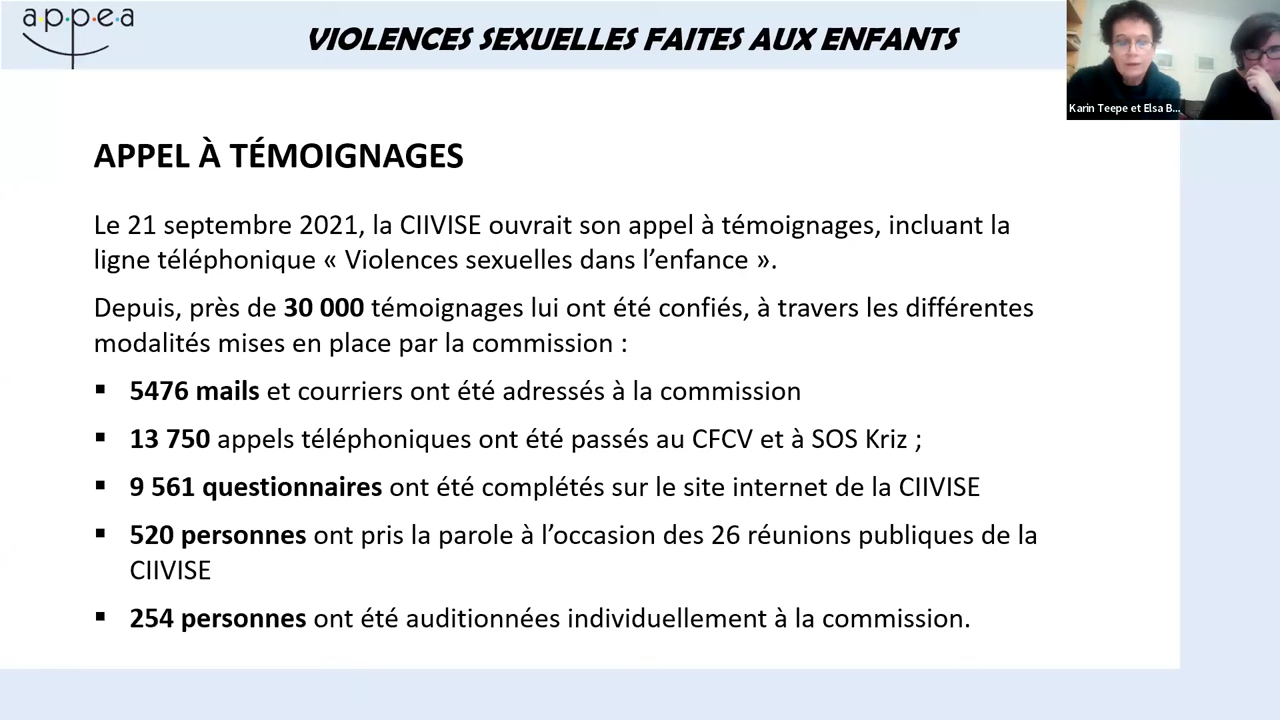 a·p·p·e·a
VIOLENCES SEXUELLES FAITES AUX ENFANTS
Karin Teepe et Elsa B...
APPEL À TÉMOIGNAGES
Le 21 septembre 2021, la CIIVISE ouvrait son appel à témoignages, incluant la
ligne téléphonique « Violences sexuelles dans l’enfance ».
Depuis, près de 30 000 témoignages lui ont été confiés, à travers les différentes
modalités mises en place par la commission :
▪ 5476 mails et courriers ont été adressés à la commission
▪ 13 750 appels téléphoniques ont été passés au CFCV et à SOS Kriz ;
▪ 9 561 questionnaires ont été complétés sur le site internet de la CIIVISE
▪ 520 personnes ont pris la parole à l’occasion des 26 réunions publiques de la
CIIVISE
▪ 254 personnes ont été auditionnées individuellement à la commission.